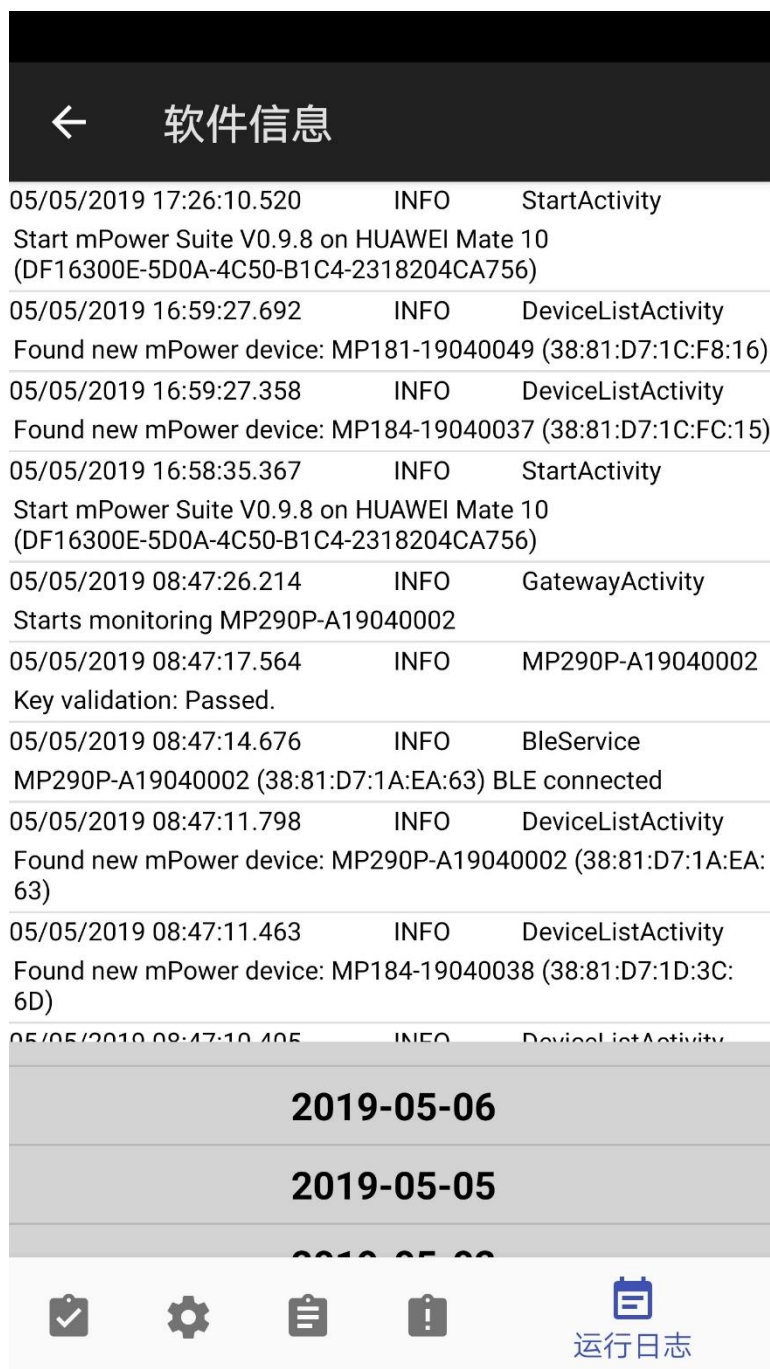 软件信息
05/05/2019 17:26:10.520 INFO StartActivity
Start mPower Suite V0.9.8 on HUAWEI Mate 10
(DF16300E-5D0A-4C50-B1C4-2318204CA756)
05/05/2019 16:59:27.692 INFO DeviceListActivity
Found new mPower device: MP181-19040049 (38:81:D7:1C:F8:16)
05/05/2019 16:59:27.358 INFO DeviceListActivity
Found new mPower device: MP184-19040037 (38:81:D7:1C:FC:15)
05/05/2019 16:58:35.367 INFO StartActivity
Start mPower Suite V0.9.8 on HUAWEI Mate 10
(DF16300E-5D0A-4C50-B1C4-2318204CA756)
05/05/2019 08:47:26.214 INFO GatewayActivity
Starts monitoring MP290P-A19040002
05/05/2019 08:47:17.564 INFO MP290P-A19040002
Key validation: Passed.
05/05/2019 08:47:14.676 INFO BleService
MP290P-A19040002 (38:81:D7:1A:EA:63) BLE connected
05/05/2019 08:47:11.798 INFO DeviceListActivity
Found new mPower device: MP290P-A19040002 (38:81:D7:1A:EA:
63)
05/05/2019 08:47:11.463 INFO DeviceListActivity
Found new mPower device: MP184-19040038 (38:81:D7:1D:3C:
6D)
05/05/2019 08:47:10.405 INFO DeviceListActivity
2019-05-06
2019-05-05
运行日志